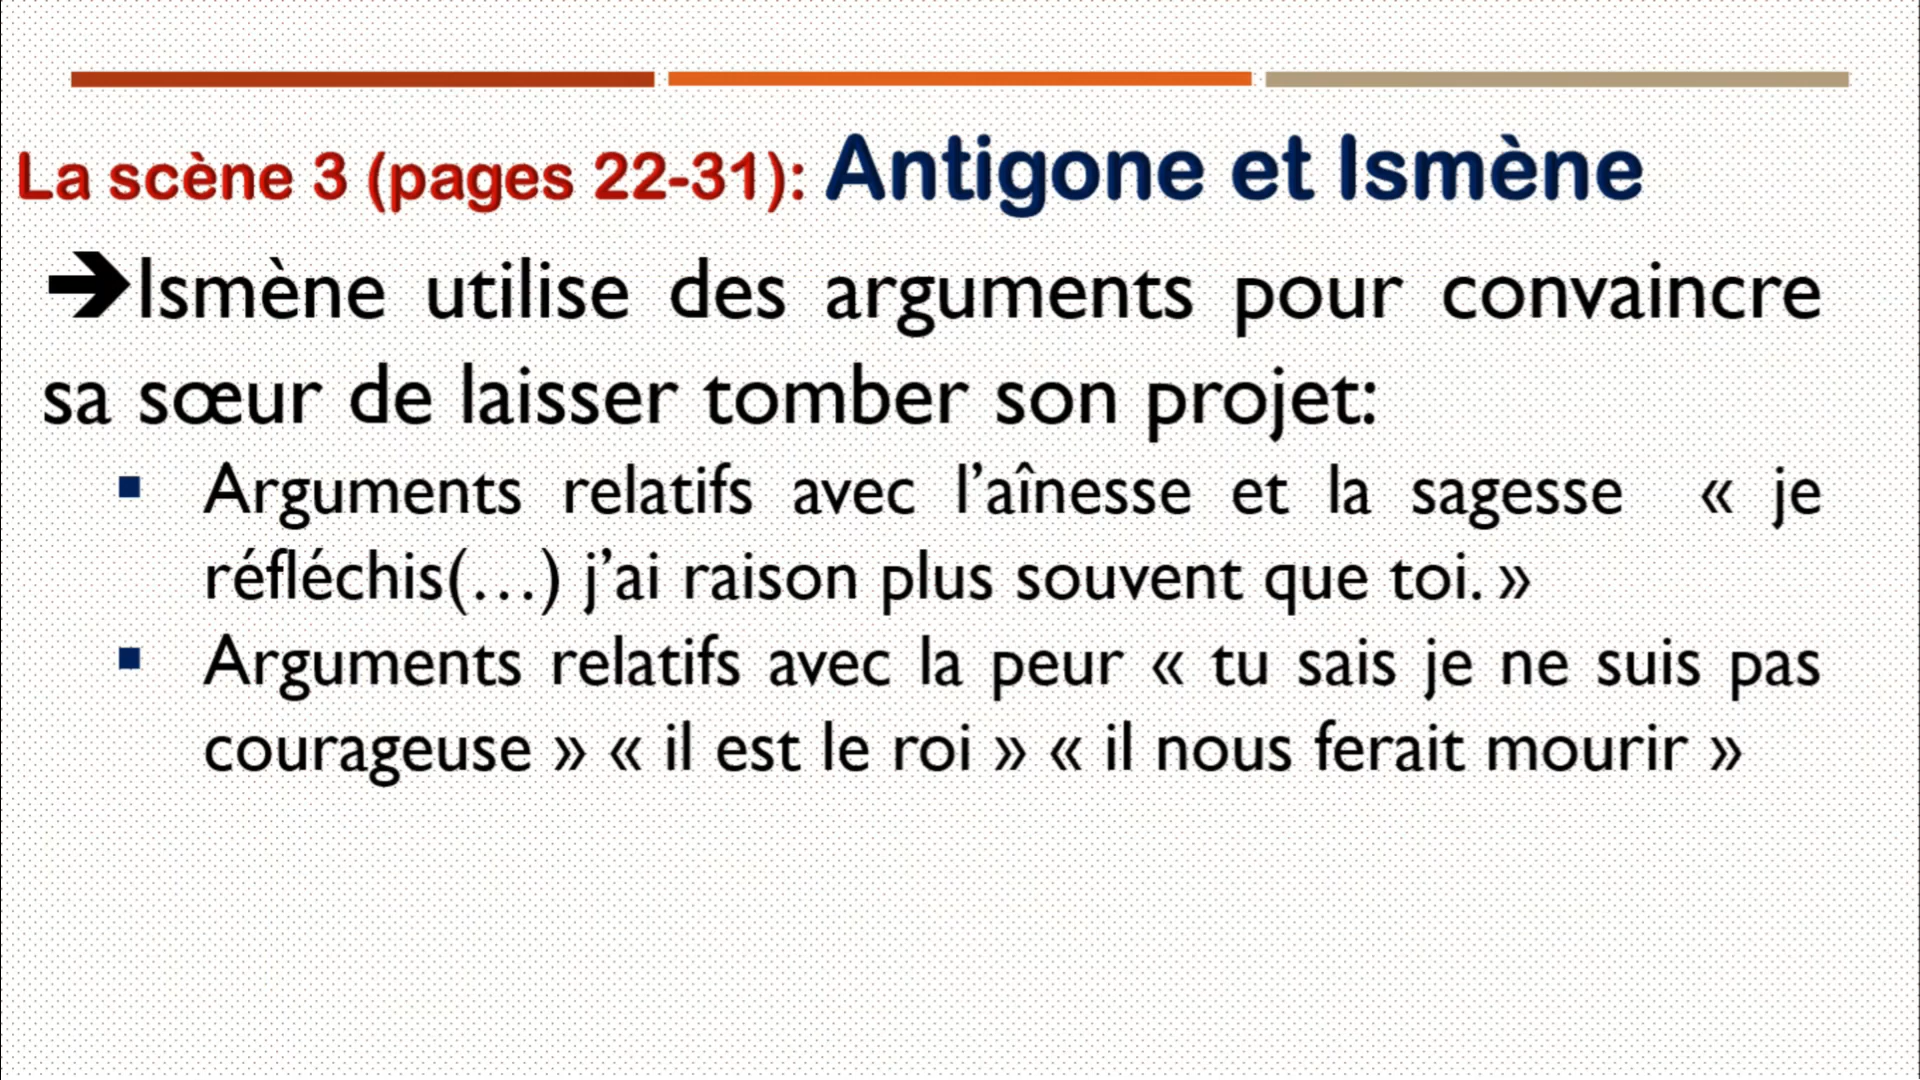 La scène 3 (pages 22-31): Antigone et Ismène
➔Ismène utilise des arguments pour convaincre
sa sœur de laisser tomber son projet:
▪ Arguments relatifs avec l’aînesse et la sagesse « je
réfléchis(…) j’ai raison plus souvent que toi. »
▪ Arguments relatifs avec la peur « tu sais je ne suis pas
courageuse » « il est le roi » « il nous ferait mourir »